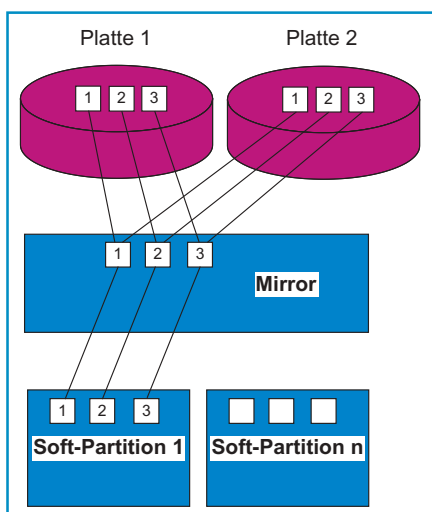 Platte 1 Platte 2
1 2 3 1 2 3
1 2 3
Mirror
1 2 3
Soft-Partition 1 Soft-Partition n